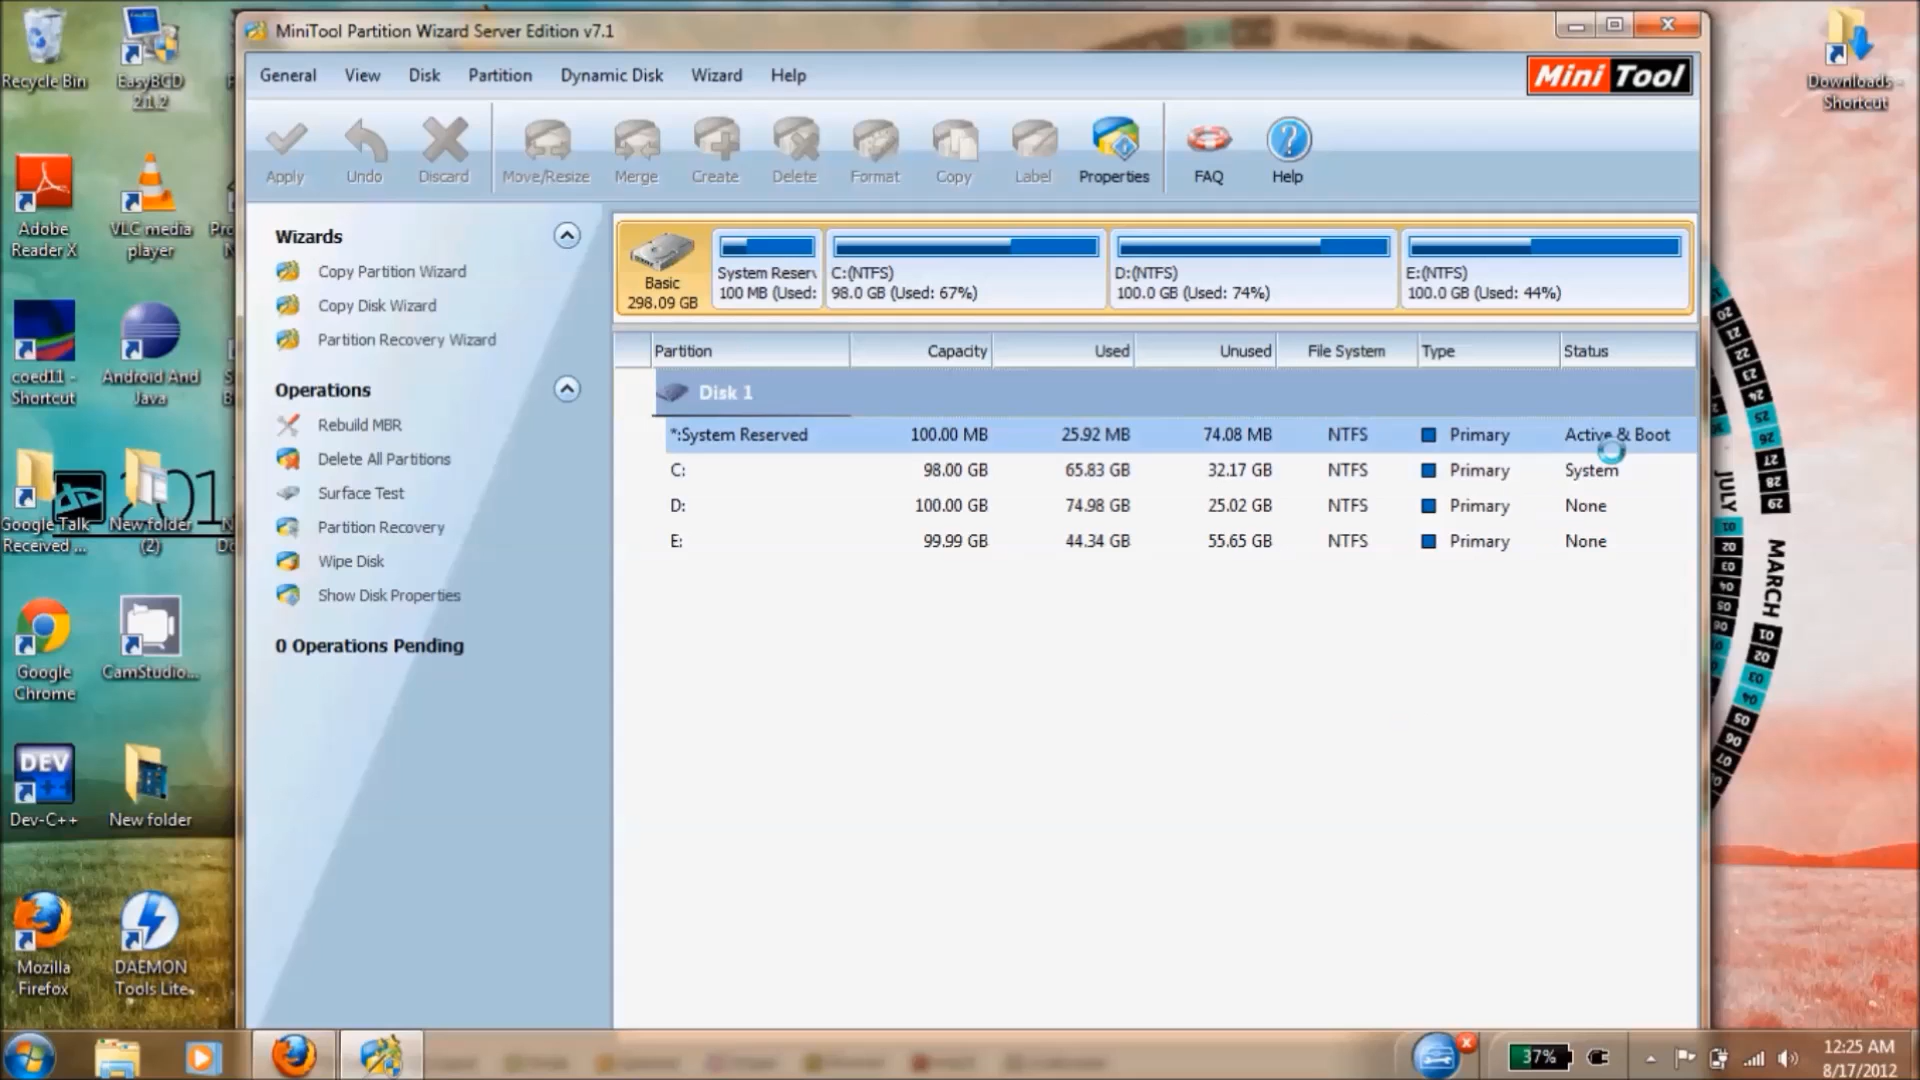 MiniTool Partition Wizard Server Edition v7.1
General View Disk Partition Dynamic Disk Wizard Help
Mini Tool
Apply Undo Discard Move/Resize Merge Create Delete Format Copy Label Properties FAQ Help
Wizards
Copy Partition Wizard
Copy Disk Wizard
Partition Recovery Wizard
Operations
Rebuild MBR
Delete All Partitions
Surface Test
Partition Recovery
Wipe Disk
Show Disk Properties
0 Operations Pending
Basic
298.09 GB
System Reserv
100 MB (Used:
C:(NTFS)
98.0 GB (Used: 67%)
D:(NTFS)
100.0 GB (Used: 74%)
E:(NTFS)
100.0 GB (Used: 44%)
Partition Capacity Used Unused File System Type Status
Disk 1
*:System Reserved 100.00 MB 25.92 MB 74.08 MB NTFS Primary Active & Boot
C: 98.00 GB 65.83 GB 32.17 GB NTFS Primary System
D: 100.00 GB 74.98 GB 25.02 GB NTFS Primary None
E: 99.99 GB 44.34 GB 55.65 GB NTFS Primary None
Recycle Bin
EasyBCD
2.1.2
Adobe
Reader X
VLC media
player
coed11 -
Shortcut
Android And
Java
Google Talk
Received ...
New folder
(2)
201
Google
Chrome
CamStudio...
DEV
Dev-C++
New folder
Mozilla
Firefox
DAEMON
Tools Lite
Downloads -
Shortcut
JULY
MARCH
37%
12:25 AM
8/17/2012